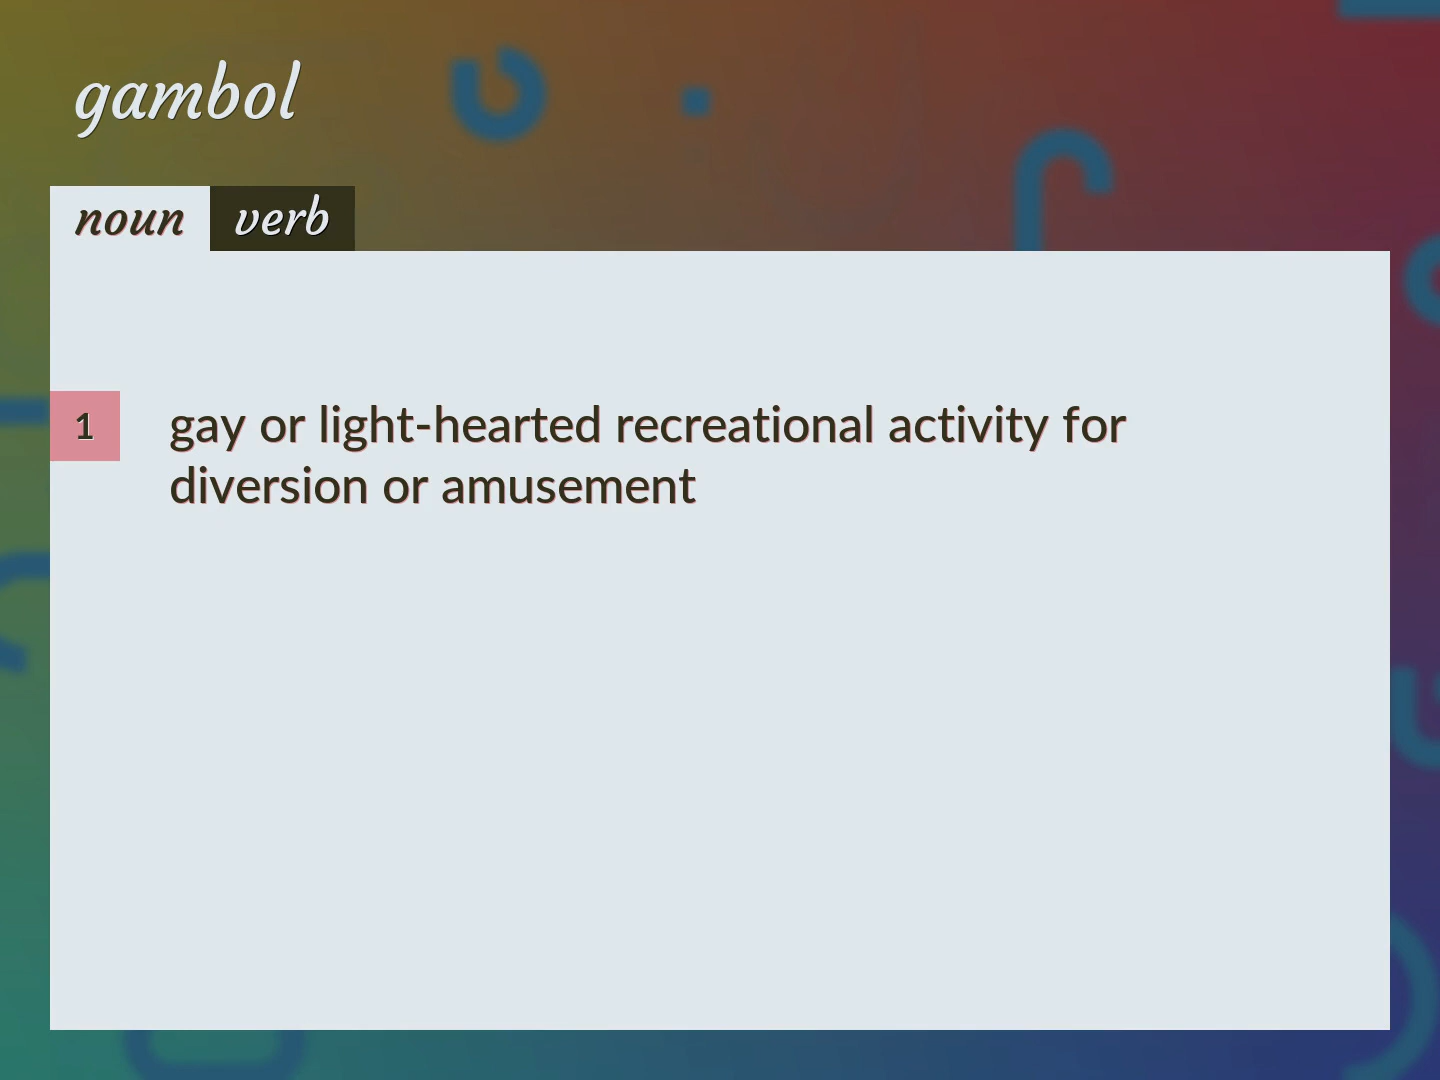 gambol
noun verb
1 gay or light-hearted recreational activity for
diversion or amusement